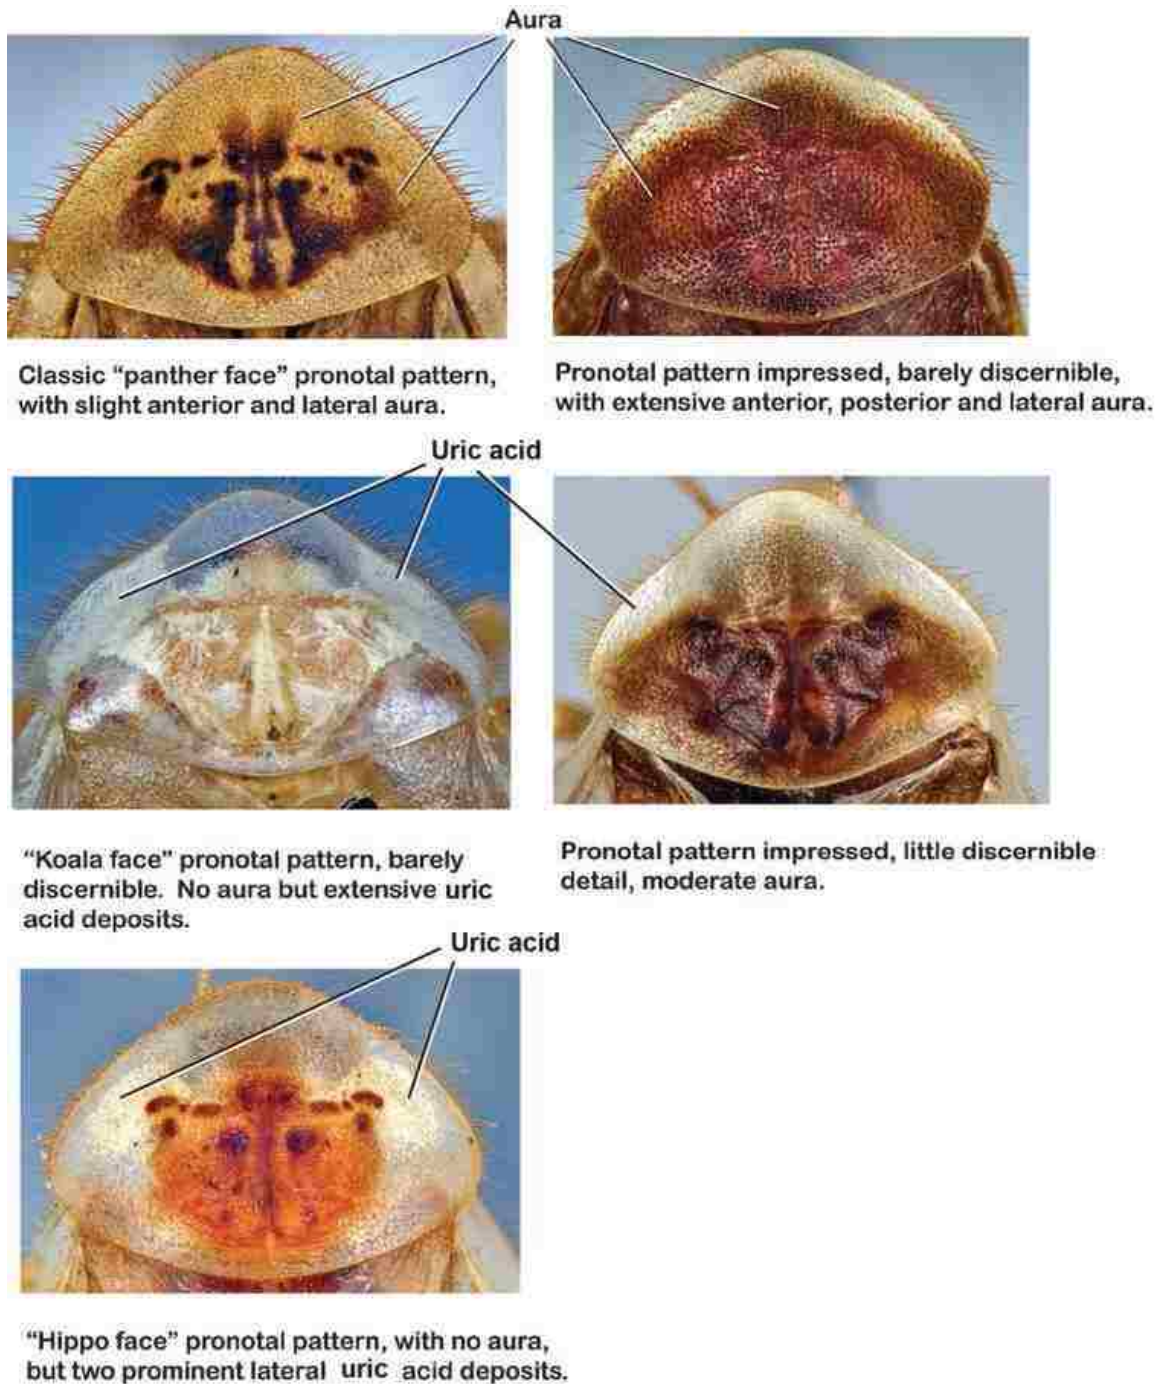 Aura
Classic “panther face” pronotal pattern,
with slight anterior and lateral aura.
Pronotal pattern impressed, barely discernible,
with extensive anterior, posterior and lateral aura.
Uric acid
“Koala face” pronotal pattern, barely
discernible. No aura but extensive uric
acid deposits.
Pronotal pattern impressed, little discernible
detail, moderate aura.
Uric acid
“Hippo face” pronotal pattern, with no aura,
but two prominent lateral uric acid deposits.